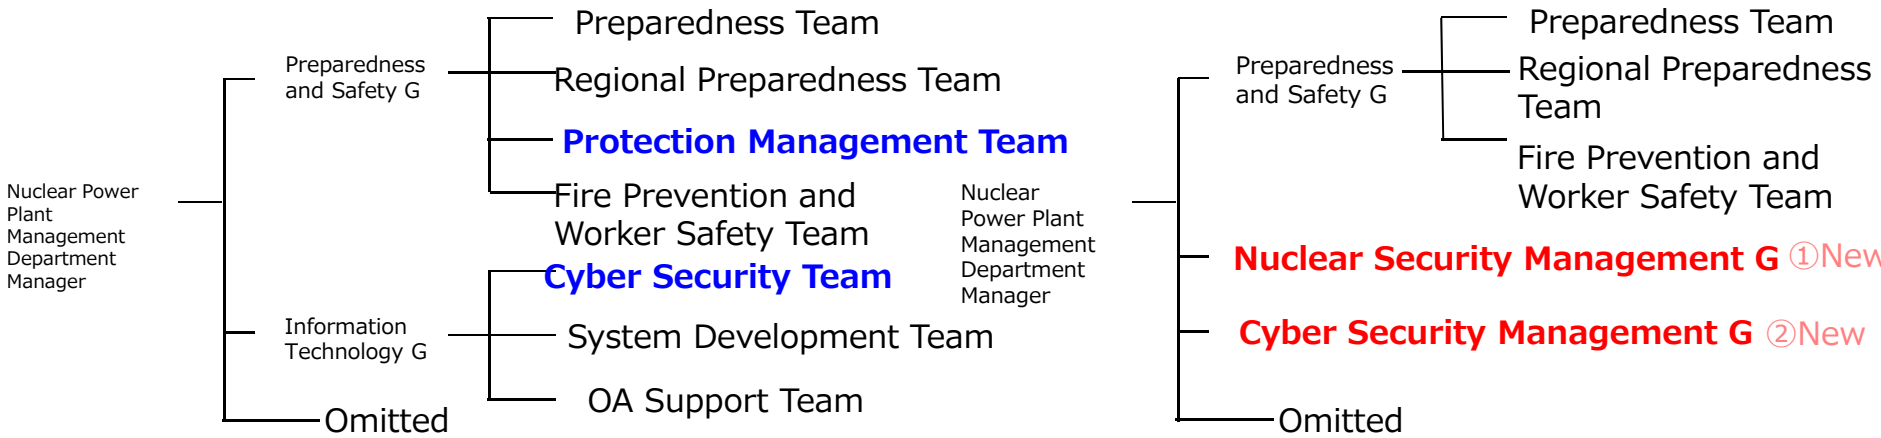 Nuclear Power
Plant
Management
Department
Manager
Preparedness
and Safety G
Preparedness Team
Regional Preparedness Team
Protection Management Team
Fire Prevention and
Worker Safety Team
Information
Technology G
Cyber Security Team
System Development Team
OA Support Team
Omitted
Nuclear
Power Plant
Management
Department
Manager
Preparedness
and Safety G
Preparedness Team
Regional Preparedness
Team
Fire Prevention and
Worker Safety Team
Nuclear Security Management G ①New
Cyber Security Management G ②New
Omitted